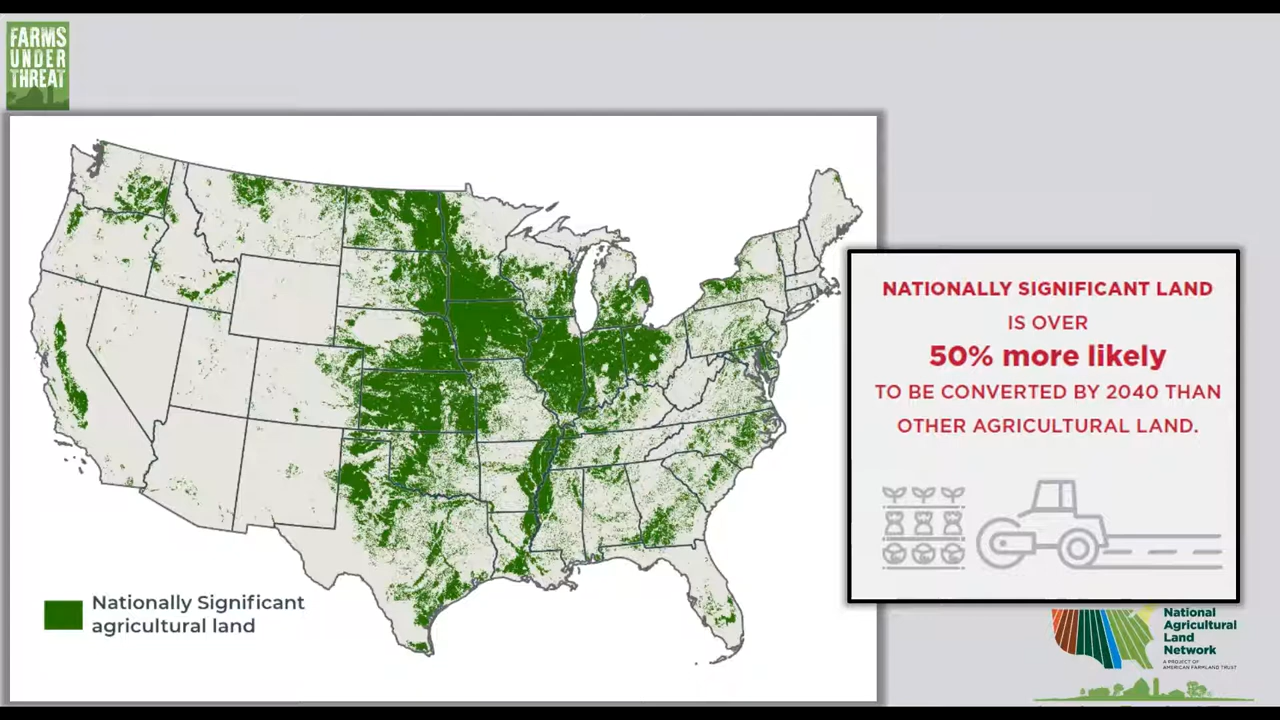 FARMS
UNDER
THREAT
NATIONALLY SIGNIFICANT LAND
IS OVER
50% more likely
TO BE CONVERTED BY 2040 THAN
OTHER AGRICULTURAL LAND.
Nationally Significant
agricultural land
National
Agricultural
Land
Network
A PROJECT OF
AMERICAN FARMLAND TRUST